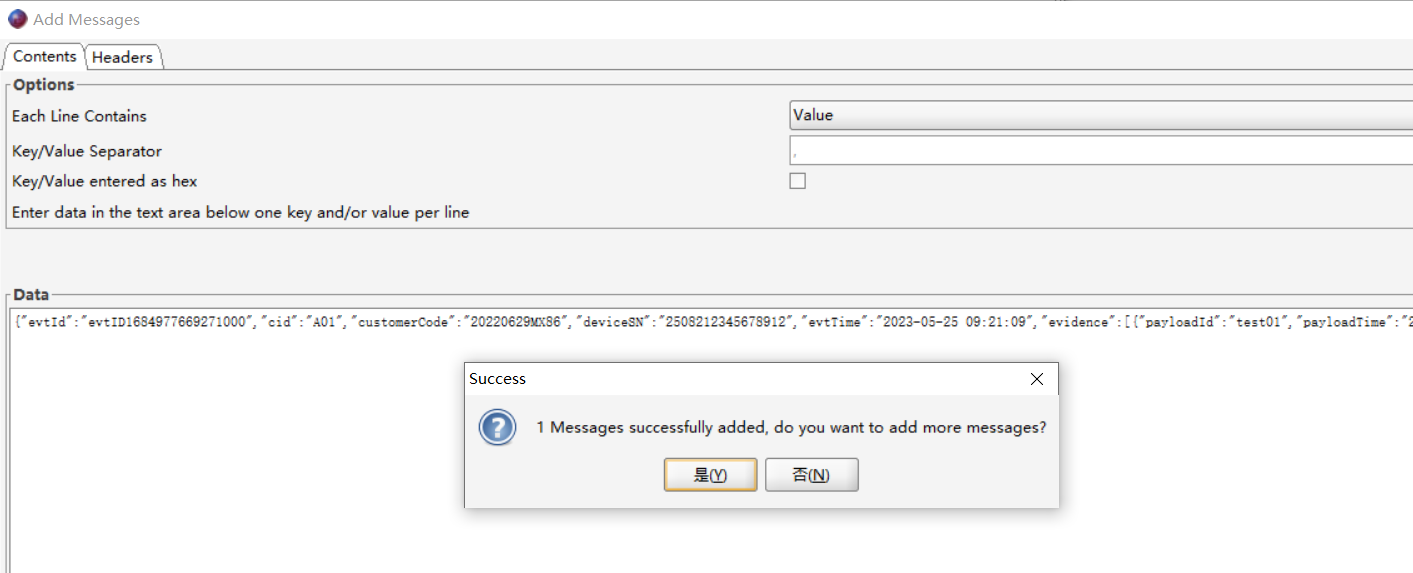 Add Messages
Contents Headers
Options
Each Line Contains Value
Key/Value Separator ,
Key/Value entered as hex
Enter data in the text area below one key and/or value per line
Data
{"evtId":"evtID1684977669271000","cid":"A01","customerCode":"20220629MX86","deviceSN":"2508212345678912","evtTime":"2023-05-25 09:21:09","evidence":[{"payloadId":"test01","payloadTime":"2
Success
1 Messages successfully added, do you want to add more messages?
是(Y) 否(N)